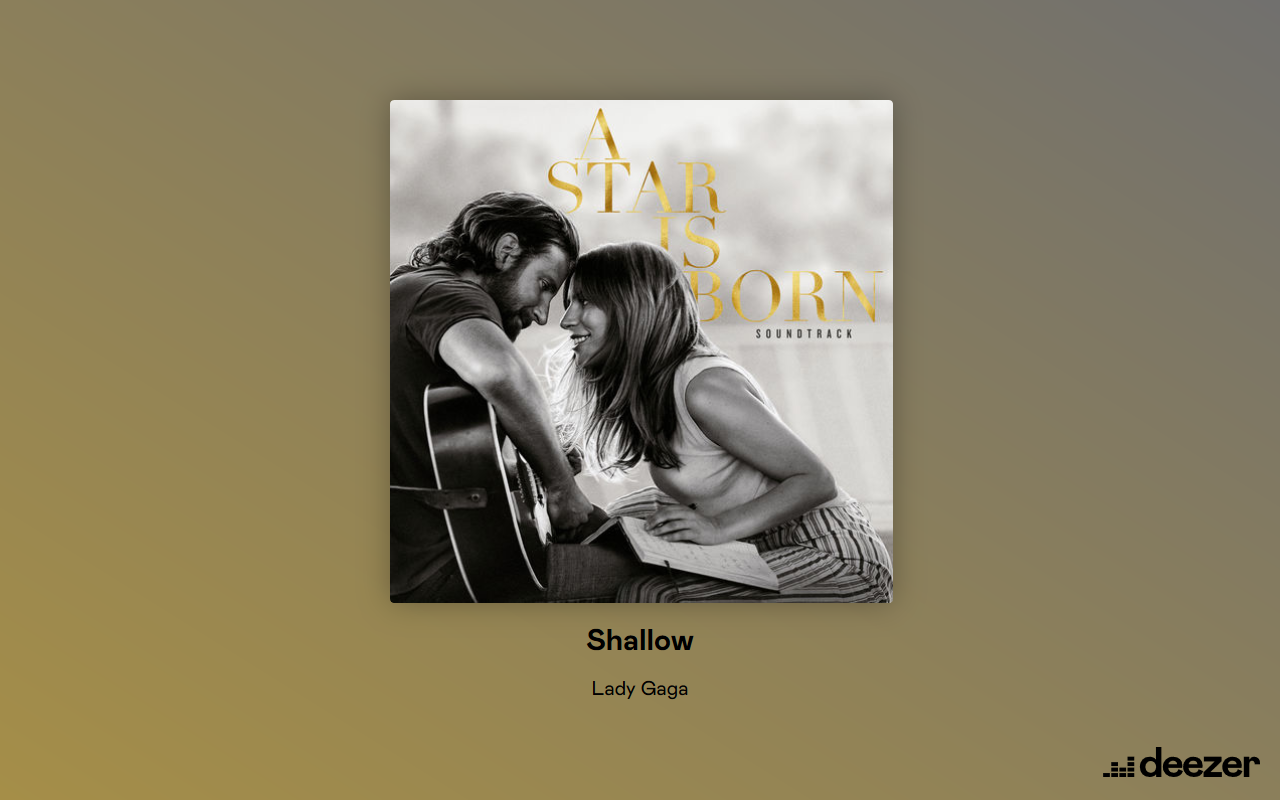 A
STAR
IS
BORN
SOUNDTRACK
Shallow
Lady Gaga
deezer